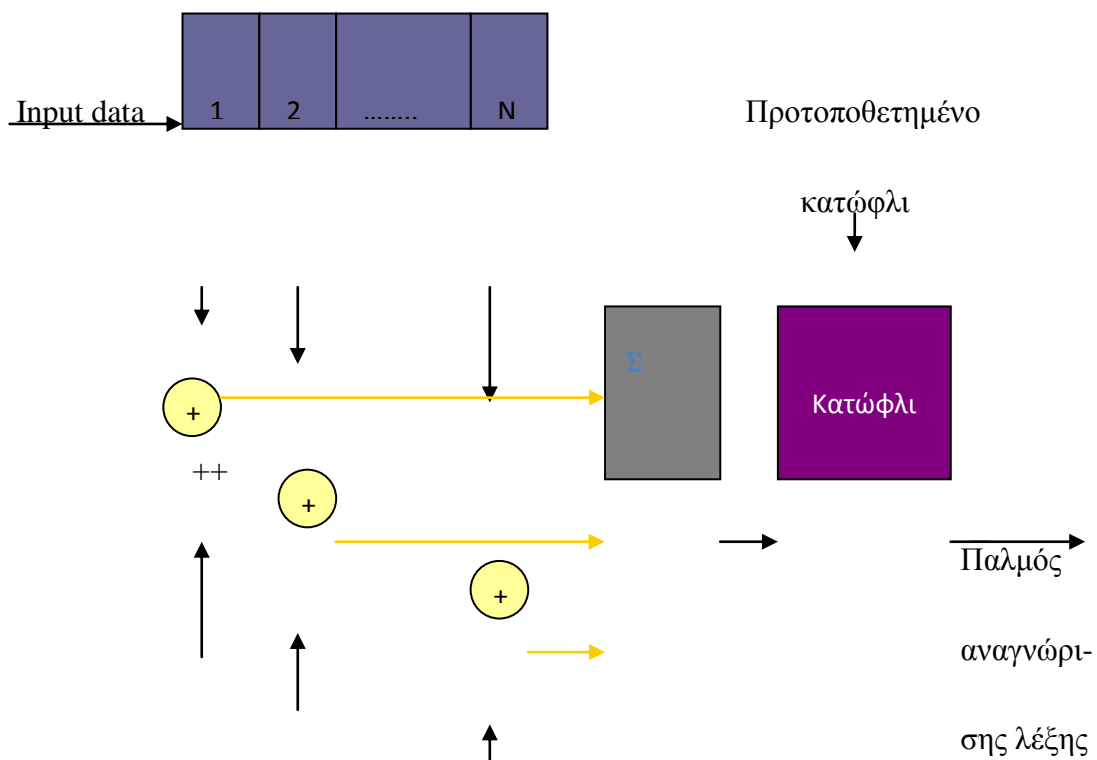 Input data
1 2 ........ N
Προτοποθετημένο
κατώφλι
Σ
Κατώφλι
+
++
+
+
Παλμός
αναγνώρι-
σης λέξης